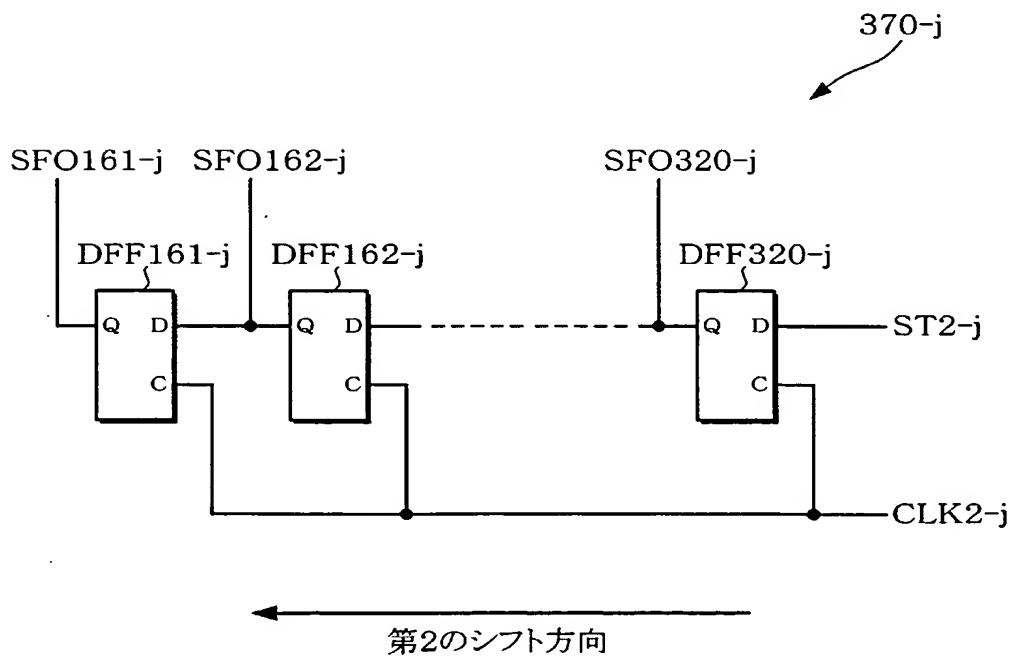 370-j
SFO161-j SFO162-j SFO320-j
DFF161-j DFF162-j DFF320-j
Q D Q D Q D ST2-j
C C C
CLK2-j
第2のシフト方向